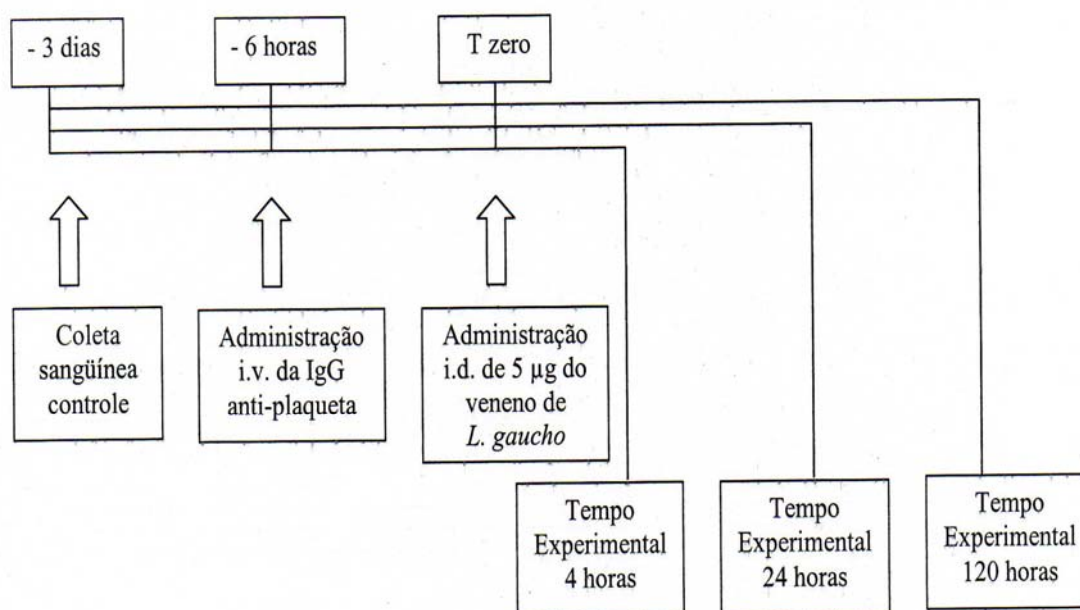 - 3 dias
- 6 horas
T zero
Coleta
sangüínea
controle
Administração
i.v. da IgG
anti-plaqueta
Administração
i.d. de 5 µg do
veneno de
L. gaucho
Tempo
Experimental
4 horas
Tempo
Experimental
24 horas
Tempo
Experimental
120 horas